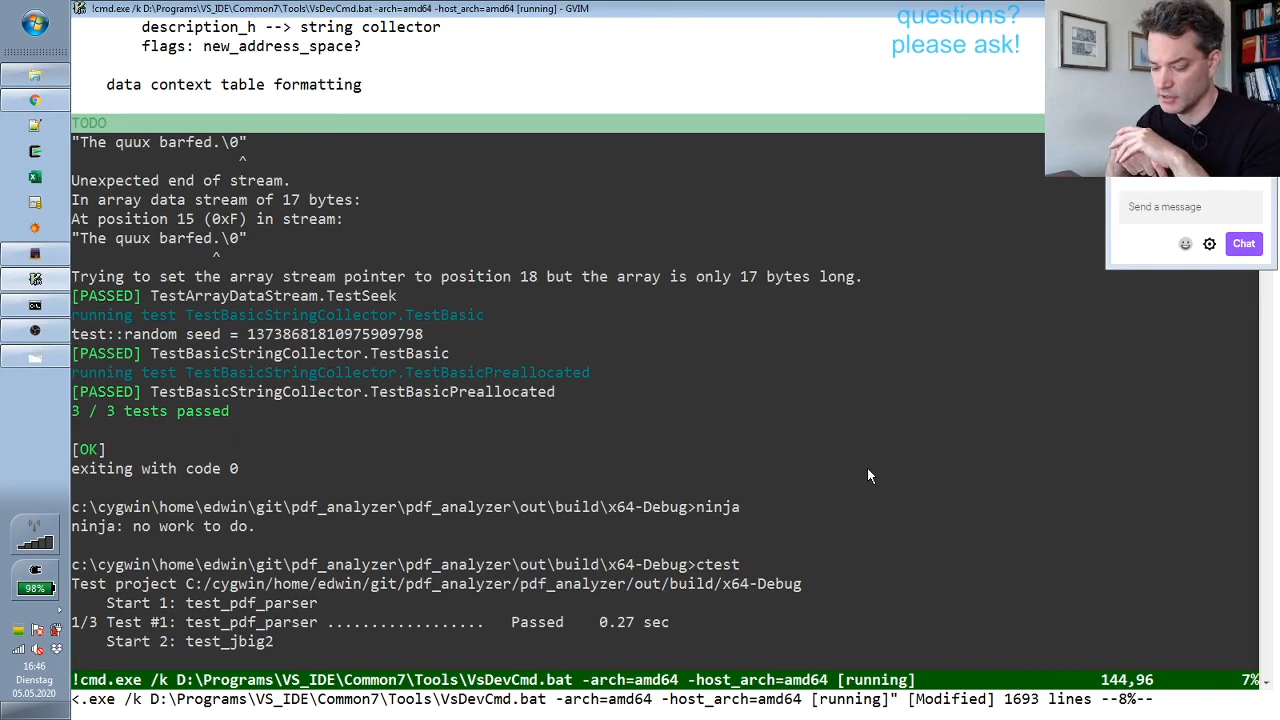 !cmd.exe /k D:\Programs\VS_IDE\Common7\Tools\VsDevCmd.bat -arch=amd64 -host_arch=amd64 [running] - GVIM
description_h --> string collector
flags: new_address_space?
data context table formatting
questions?
please ask!
TODO
"The quux barfed.\0"
^
Unexpected end of stream.
In array data stream of 17 bytes:
At position 15 (0xF) in stream:
"The quux barfed.\0"
^
Trying to set the array stream pointer to position 18 but the array is only 17 bytes long.
[PASSED] TestArrayDataStream.TestSeek
running test TestBasicStringCollector.TestBasic
test::random seed = 13738681810975909798
[PASSED] TestBasicStringCollector.TestBasic
running test TestBasicStringCollector.TestBasicPreallocated
[PASSED] TestBasicStringCollector.TestBasicPreallocated
3 / 3 tests passed
[OK]
exiting with code 0
c:\cygwin\home\edwin\git\pdf_analyzer\pdf_analyzer\out\build\x64-Debug>ninja
ninja: no work to do.
c:\cygwin\home\edwin\git\pdf_analyzer\pdf_analyzer\out\build\x64-Debug>ctest
Test project C:/cygwin/home/edwin/git/pdf_analyzer/pdf_analyzer/out/build/x64-Debug
Start 1: test_pdf_parser
1/3 Test #1: test_pdf_parser .................. Passed 0.27 sec
Start 2: test_jbig2
!cmd.exe /k D:\Programs\VS_IDE\Common7\Tools\VsDevCmd.bat -arch=amd64 -host_arch=amd64 [running] 144,96 7%
<.exe /k D:\Programs\VS_IDE\Common7\Tools\VsDevCmd.bat -arch=amd64 -host_arch=amd64 [running]" [Modified] 1693 lines --8%--
Send a message
Chat
98%
16:46
Dienstag
05.05.2020